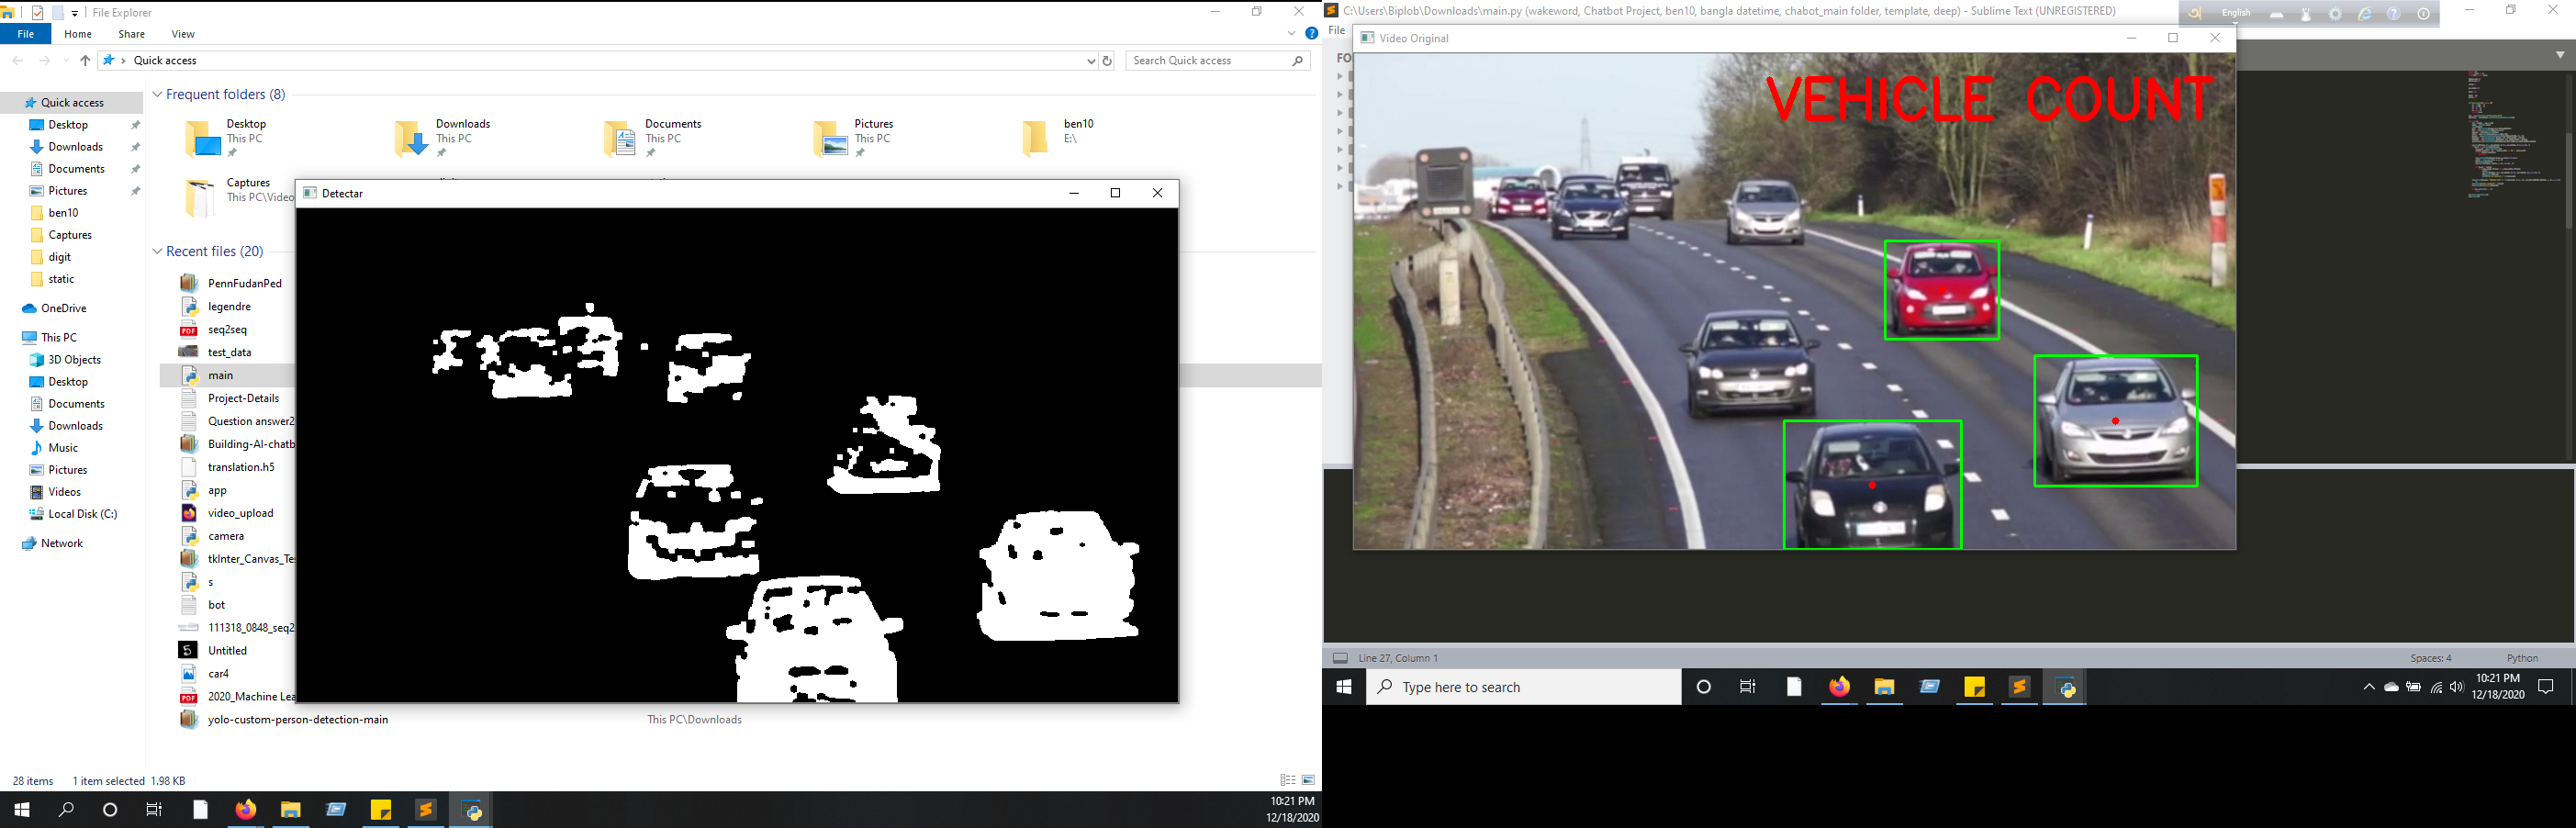 File Explorer
File Home Share View
Quick access
Search Quick access
Quick access
Desktop
Downloads
Documents
Pictures
ben10
Captures
digit
static
OneDrive
This PC
3D Objects
Desktop
Documents
Downloads
Music
Pictures
Videos
Local Disk (C:)
Network
Frequent folders (8)
Desktop
This PC
Downloads
This PC
Documents
This PC
Pictures
This PC
ben10
E:\
Captures
This PC\Video
Recent files (20)
PennFudanPed
legendre
seq2seq
test_data
main
Project-Details
Question answer2
Building-AI-chatb
translation.h5
app
video_upload
camera
tkInter_Canvas_Te
s
bot
111318_0848_seq2
Untitled
car4
2020_Machine Lea
yolo-custom-person-detection-main
This PC\Downloads
Detectar
28 items 1 item selected 1.98 KB
10:21 PM
12/18/2020
C:\Users\Biplob\Downloads\main.py (wakeword, Chatbot Project, ben10, bangla datetime, chabot_main folder, template, deep) - Sublime Text (UNREGISTERED)
English
File
FO
Video Original
VEHICLE COUNT
Line 27, Column 1
Spaces: 4
Python
Type here to search
10:21 PM
12/18/2020